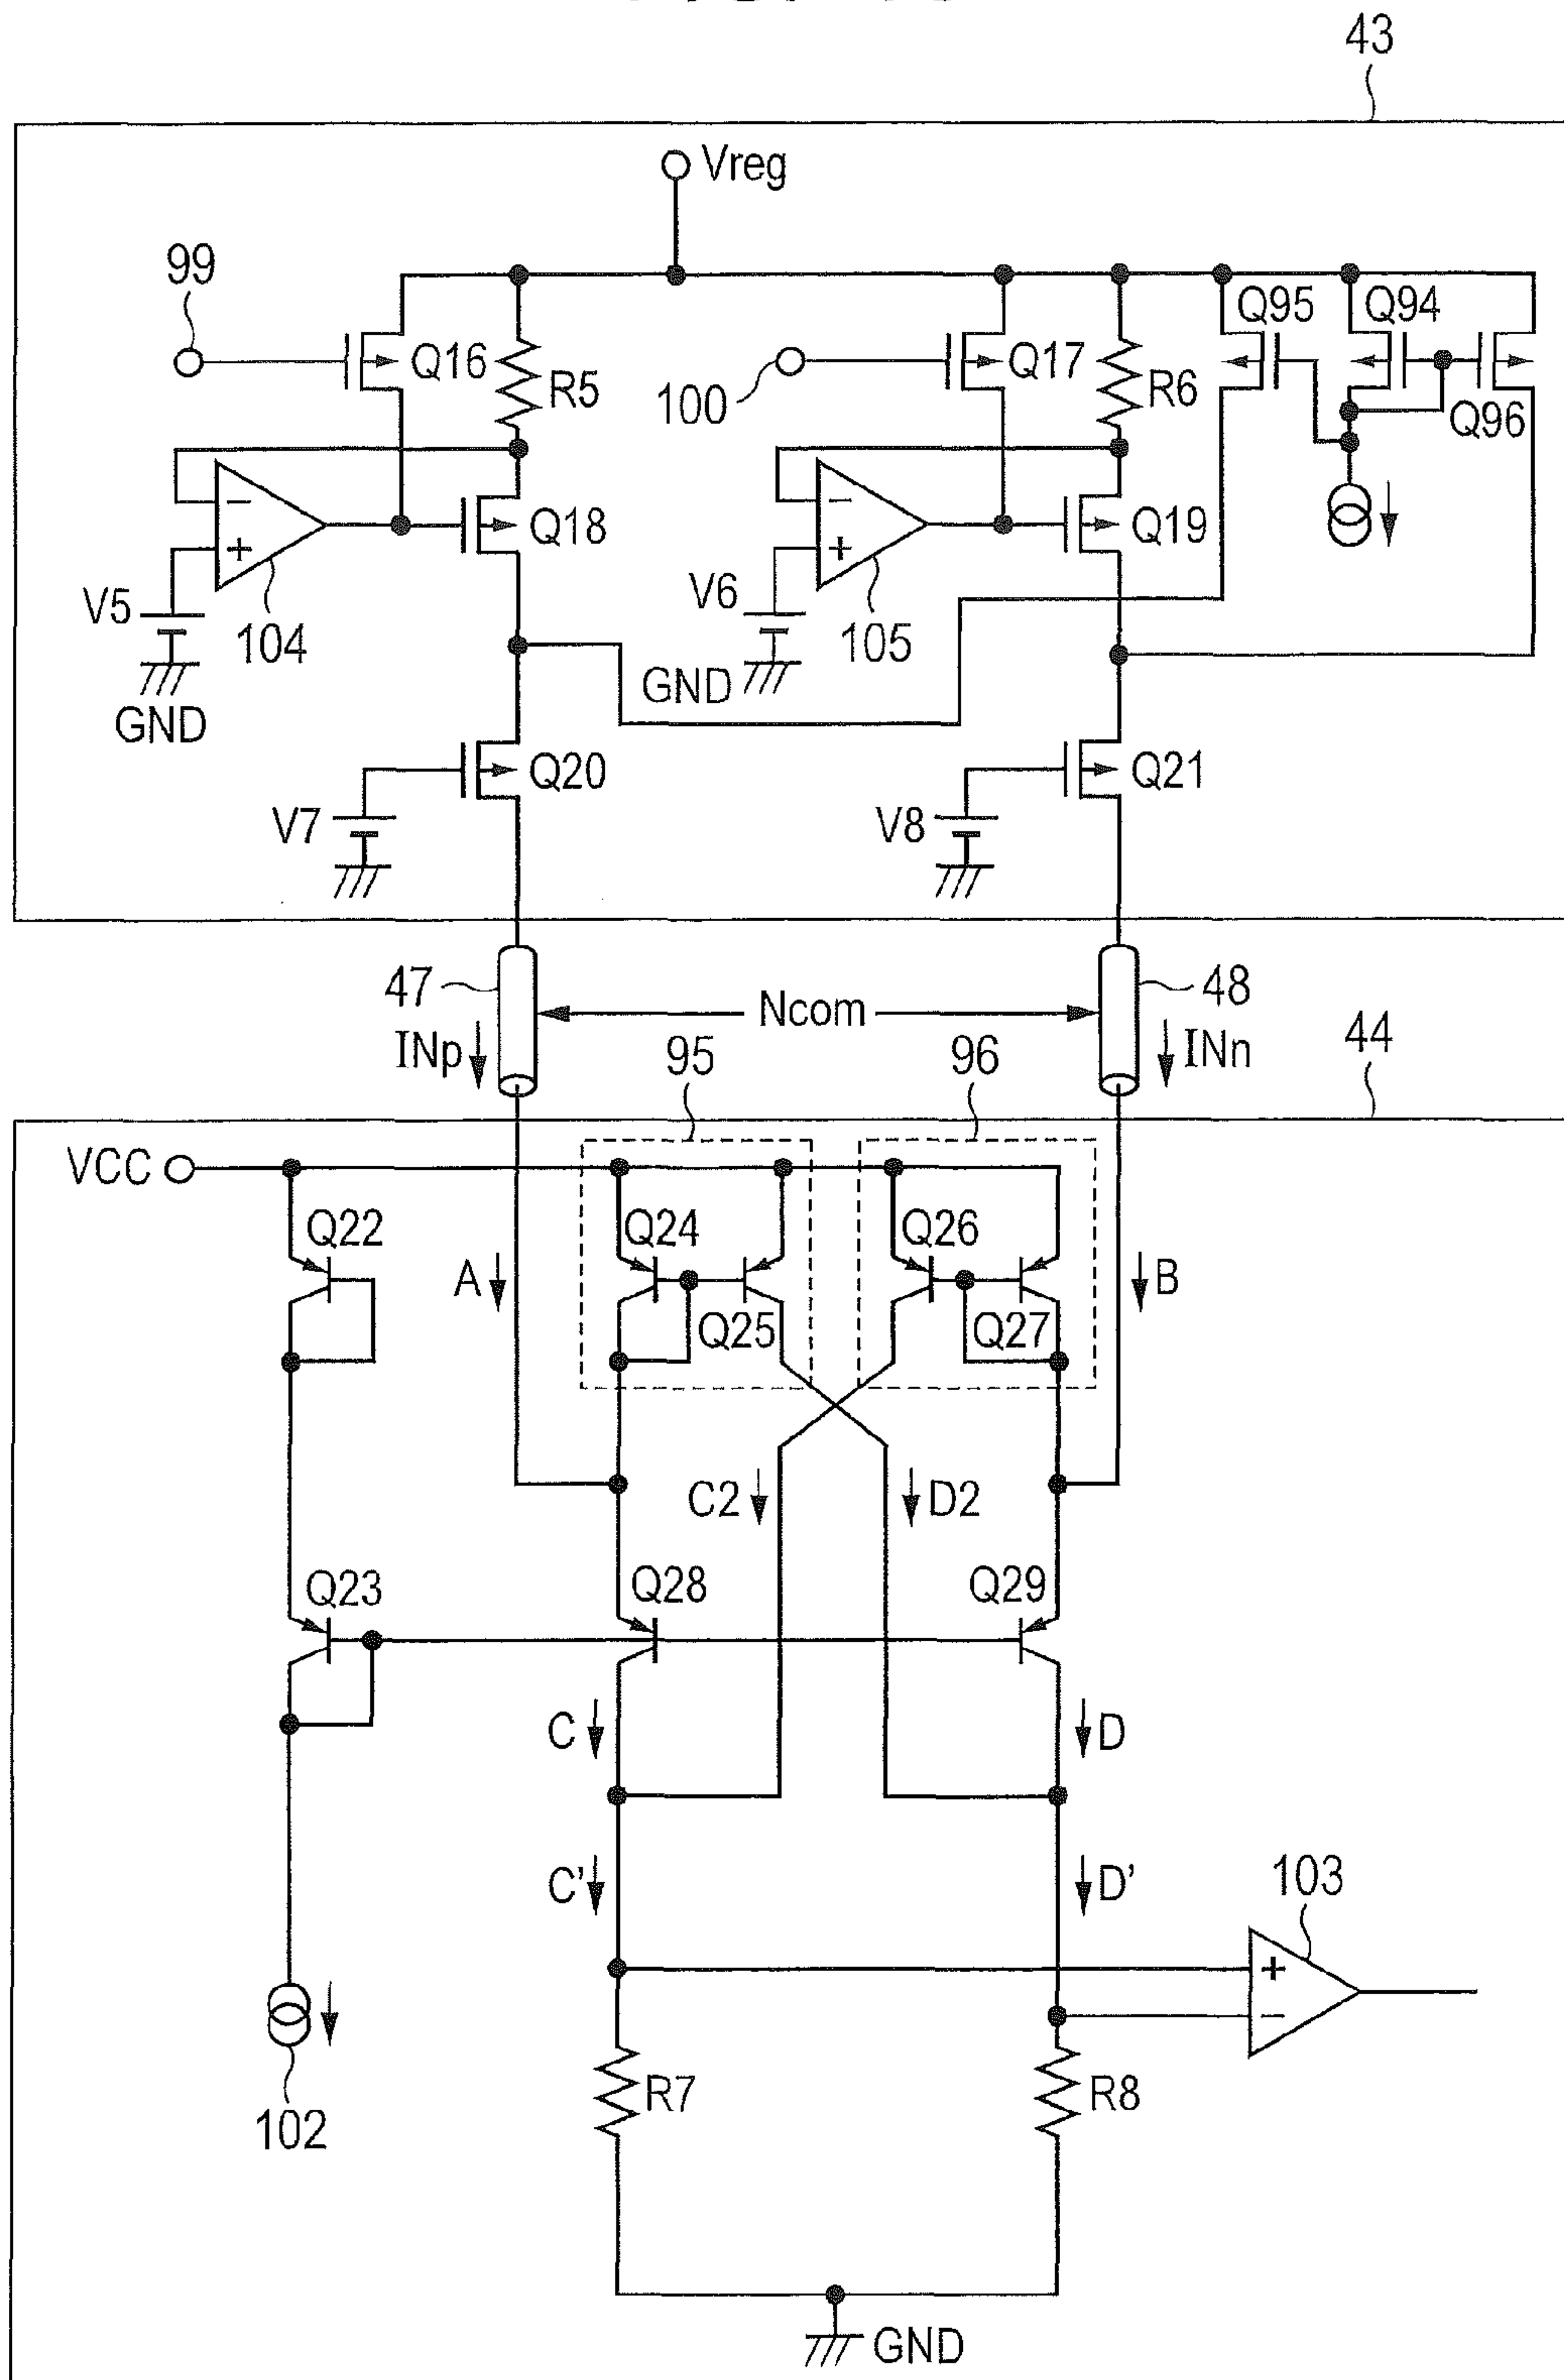 43
Vreg
99
Q95
Q94
Q16
R5
100
Q17
R6
Q96
−
+
Q18
−
+
Q19
V5
104
V6
105
GND
GND
Q20
Q21
V7
V8
47
Ncom
48
INp
INn
95
96
44
VCC
Q22
Q24
Q26
A
B
Q25
Q27
C2
D2
Q23
Q28
Q29
C
D
C'
D'
103
+
−
R7
R8
102
GND